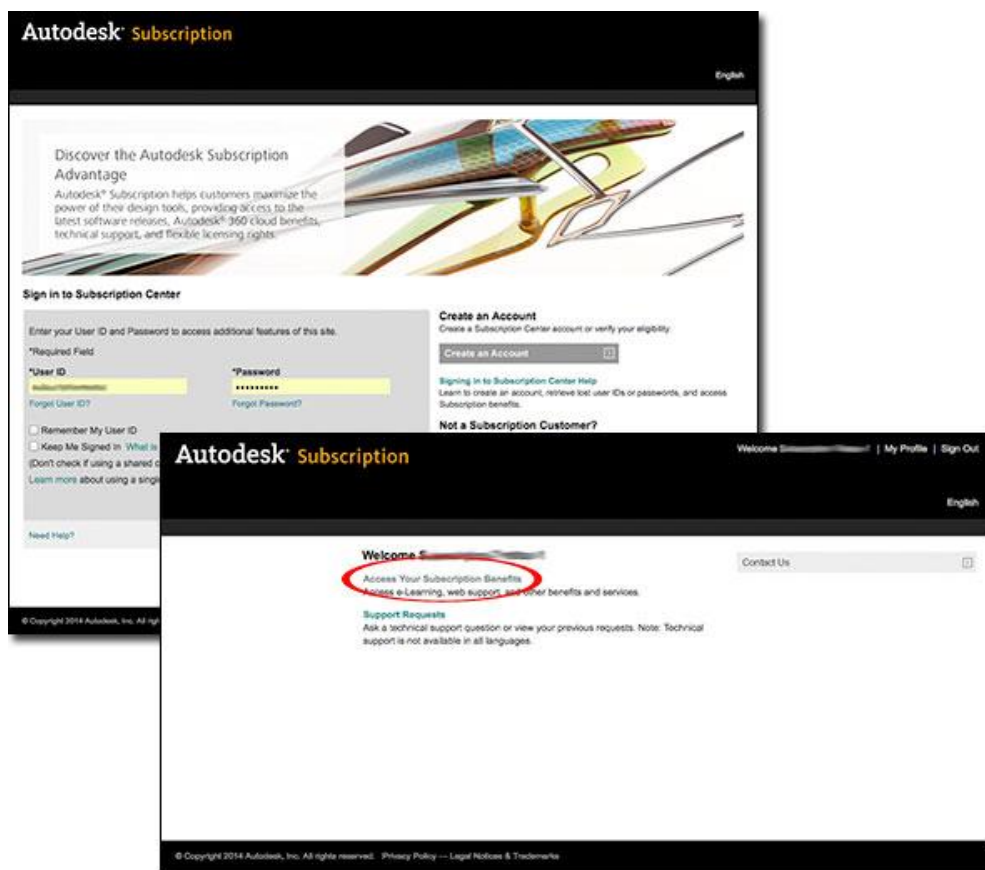 Autodesk® Subscription
English
Discover the Autodesk Subscription
Advantage
Autodesk® Subscription helps customers maximize the
power of their design tools, providing access to the
latest software releases, Autodesk® 360 cloud benefits,
technical support, and flexible licensing rights.
Sign in to Subscription Center
Enter your User ID and Password to access additional features of this site.
*Required Field
*User ID
*Password
Forgot User ID?
Forgot Password?
Remember My User ID
Keep Me Signed In What is
(Don't check if using a shared
Learn more about using a
Need Help?
Create an Account
Create a Subscription Center account or verify your eligibility.
Create an Account
Signing in to Subscription Center Help
Learn to create an account, retrieve lost user IDs or passwords, and access
Subscription benefits.
Not a Subscription Customer?
© Copyright 2014 Autodesk, Inc. All
Autodesk® Subscription
Welcome
| My Profile | Sign Out
English
Welcome
Access Your Subscription Benefits
Access e-Learning, web support, and other benefits and services.
Support Requests
Ask a technical support question or view your previous requests. Note: Technical
support is not available in all languages.
Contact Us
© Copyright 2014 Autodesk, Inc. All rights reserved. Privacy Policy — Legal Notices & Trademarks